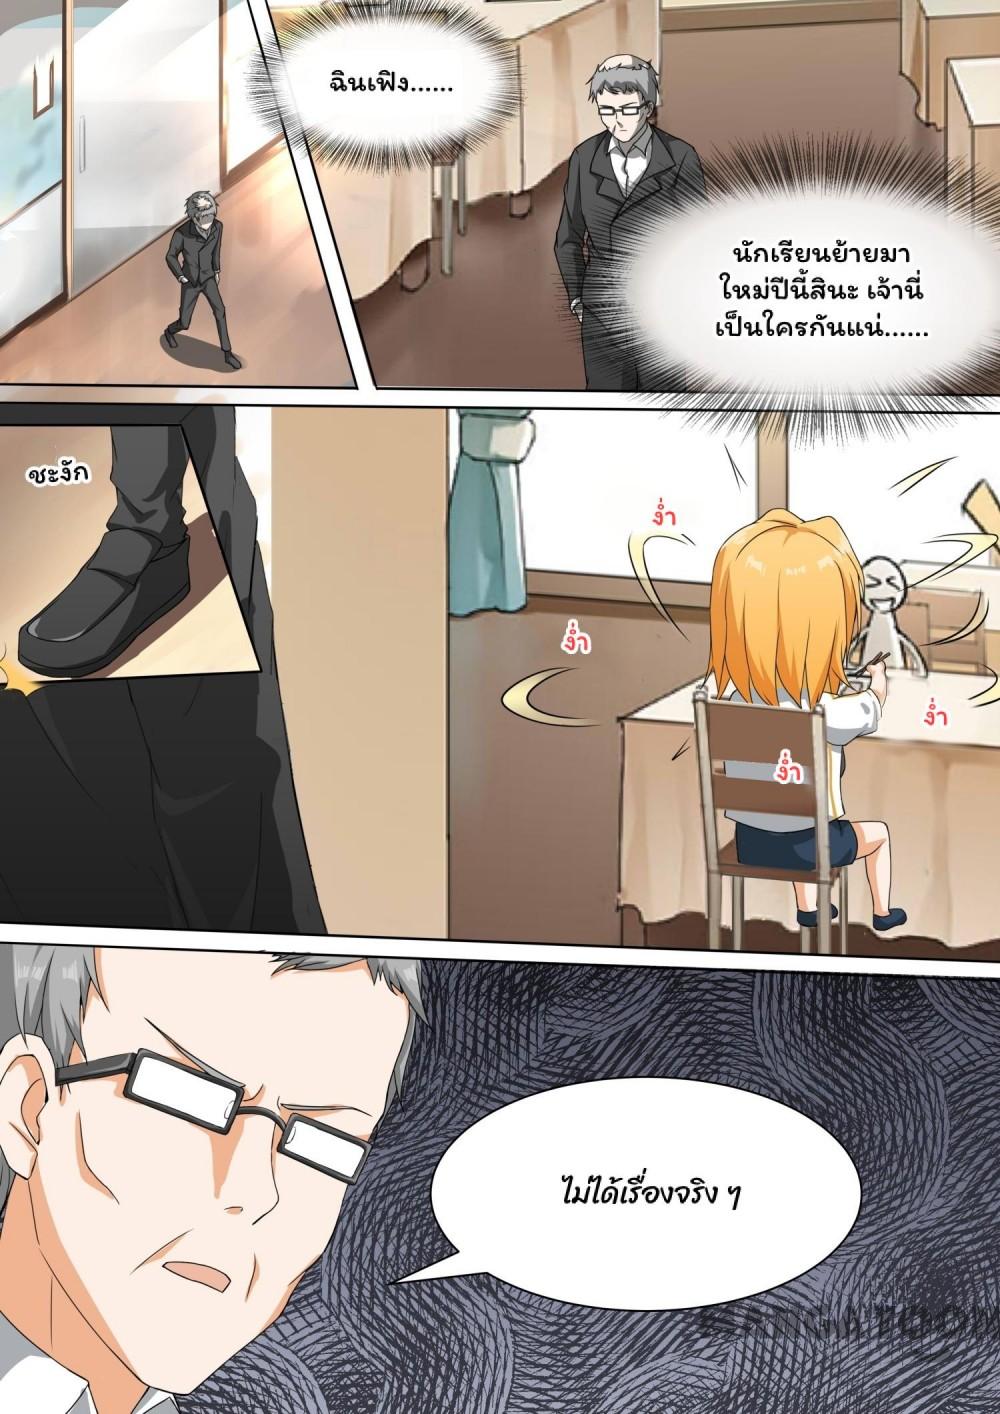 ฉินเฟิง......
นักเรียนย้ายมา
ใหม่ปีนี้สินะ เจ้านี่
เป็นใครกันแน่......
ชะงัก
ง่ำ
ง่ำ
ง่ำ
ง่ำ
ไม่ได้เรื่องจริง ๆ